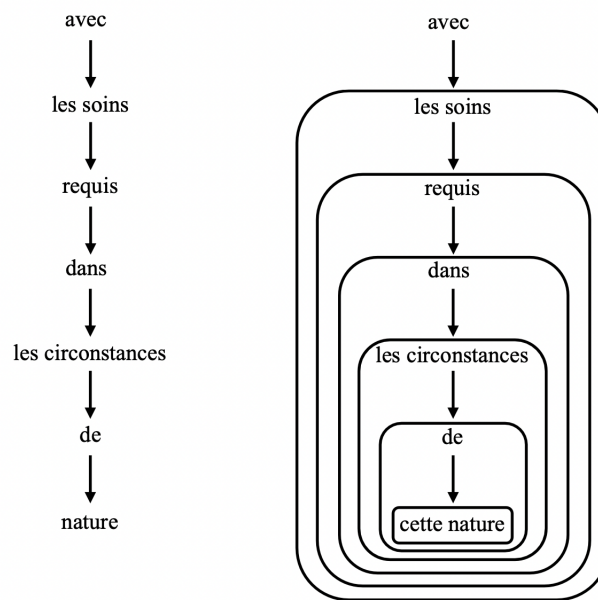 avec
les soins
requis
dans
les circonstances
de
nature
avec
les soins
requis
dans
les circonstances
de
cette nature